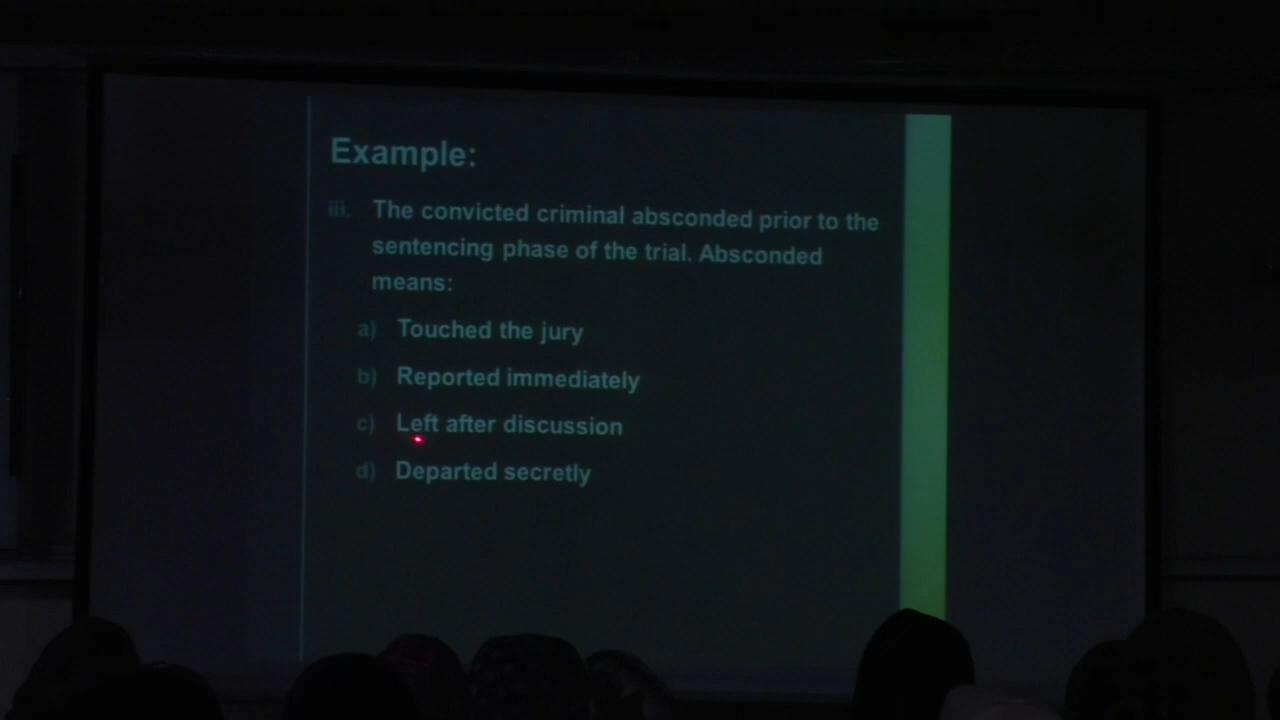 Example:
iii. The convicted criminal absconded prior to the
sentencing phase of the trial. Absconded
means:
a) Touched the jury
b) Reported immediately
c) Left after discussion
d) Departed secretly